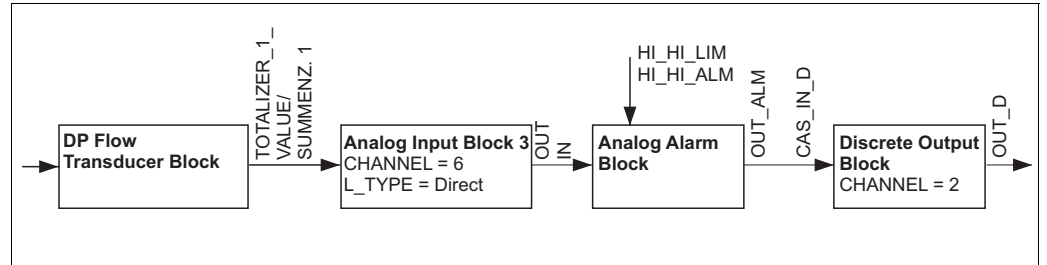 DP Flow
Transducer Block
TOTALIZER_1_
VALUE/
SUMMENZ. 1
Analog Input Block 3
CHANNEL = 6
L_TYPE = Direct
OUT
IN
HI_HI_LIM
HI_HI_ALM
Analog Alarm
Block
OUT_ALM
CAS_IN_D
Discrete Output
Block
CHANNEL = 2
OUT_D